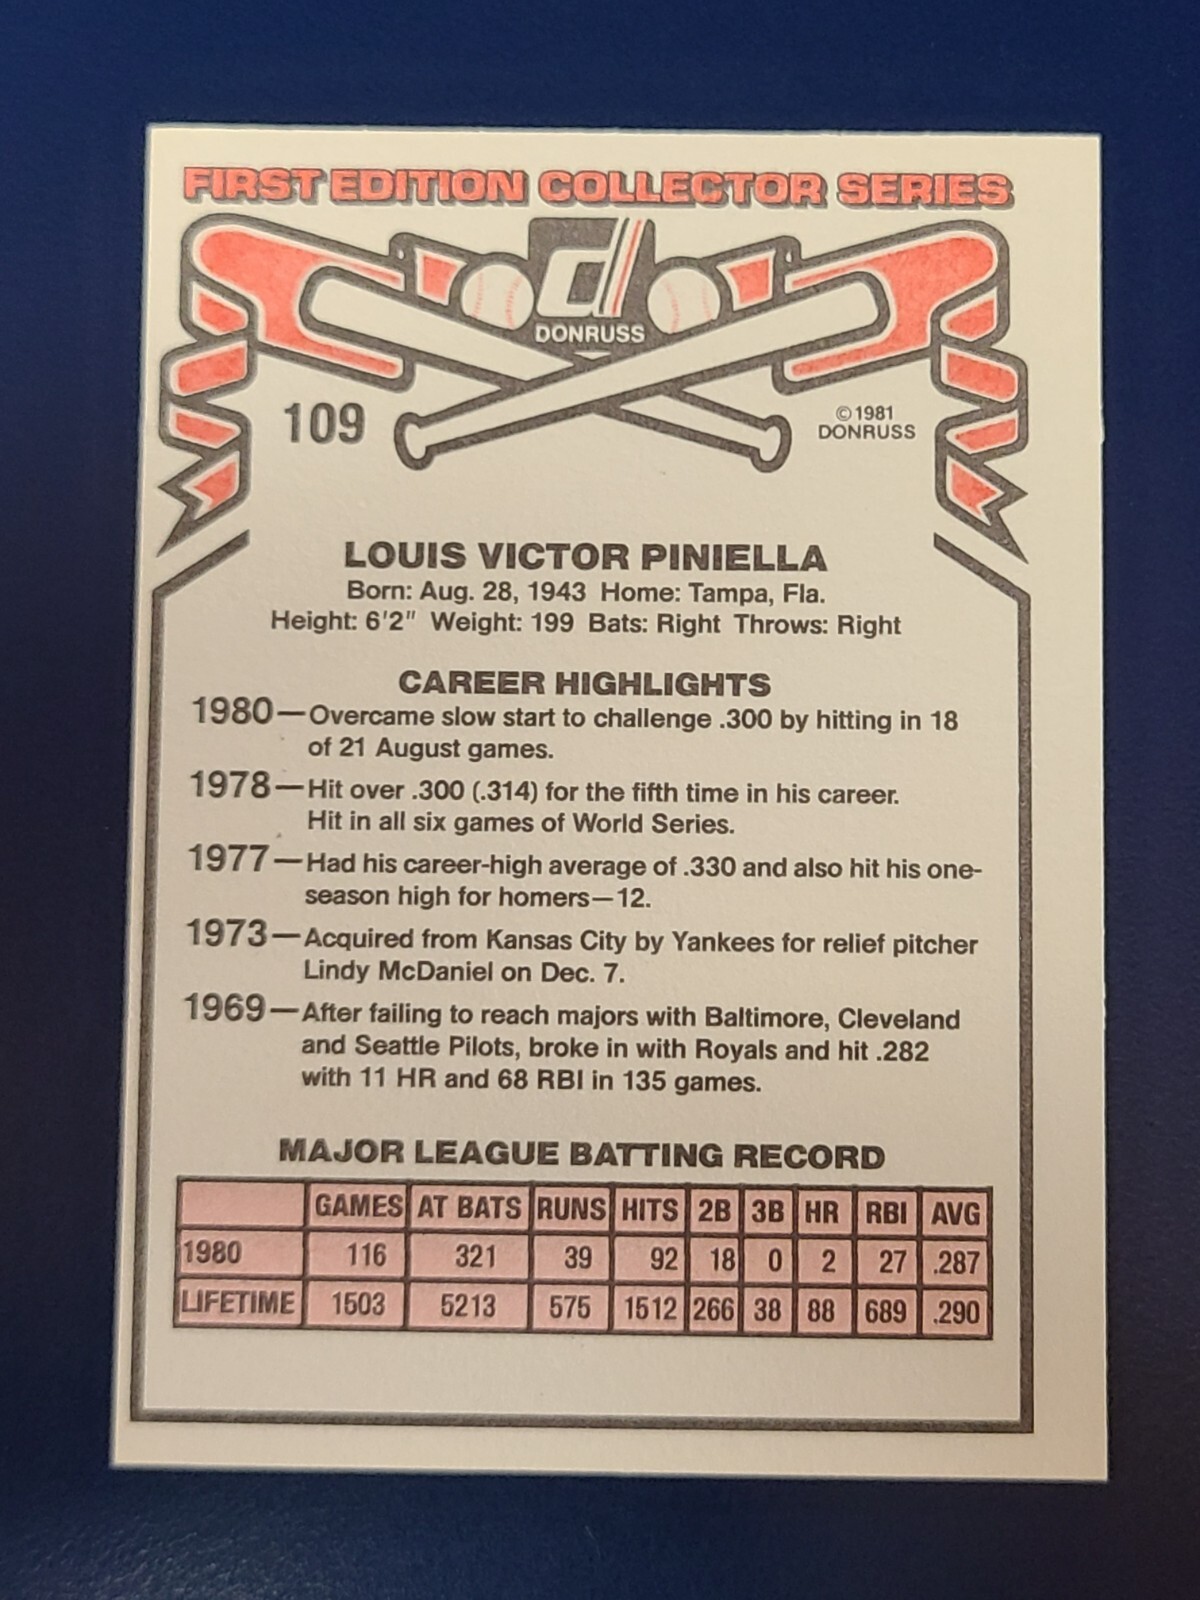 FIRST EDITION COLLECTOR SERIES
d
DONRUSS
109
©1981
DONRUSS
LOUIS VICTOR PINIELLA
Born: Aug. 28, 1943 Home: Tampa, Fla.
Height: 6'2" Weight: 199 Bats: Right Throws: Right
CAREER HIGHLIGHTS
1980—Overcame slow start to challenge .300 by hitting in 18
of 21 August games.
1978—Hit over .300 (.314) for the fifth time in his career.
Hit in all six games of World Series.
1977—Had his career-high average of .330 and also hit his one-
season high for homers—12.
1973—Acquired from Kansas City by Yankees for relief pitcher
Lindy McDaniel on Dec. 7.
1969—After failing to reach majors with Baltimore, Cleveland
and Seattle Pilots, broke in with Royals and hit .282
with 11 HR and 68 RBI in 135 games.
MAJOR LEAGUE BATTING RECORD
GAMES AT BATS RUNS HITS 2B 3B HR RBI AVG
1980 116 321 39 92 18 0 2 27 .287
LIFETIME 1503 5213 575 1512 266 38 88 689 .290